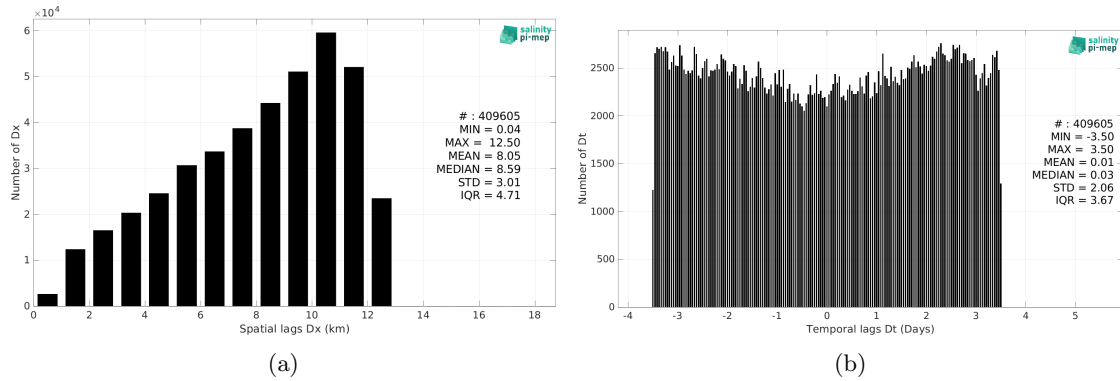 ×10⁴
6
5
4
3
2
1
0
Number of Dx
0 2 4 6 8 10 12 14 16 18
Spatial lags Dx (km)
salinity
pi-mep
# : 409605
MIN = 0.04
MAX = 12.50
MEAN = 8.05
MEDIAN = 8.59
STD = 3.01
IQR = 4.71
(a)
2500
2000
1500
1000
500
0
Number of Dt
-4 -3 -2 -1 0 1 2 3 4 5
Temporal lags Dt (Days)
salinity
pi-mep
# : 409605
MIN = -3.50
MAX = 3.50
MEAN = 0.01
MEDIAN = 0.03
STD = 2.06
IQR = 3.67
(b)